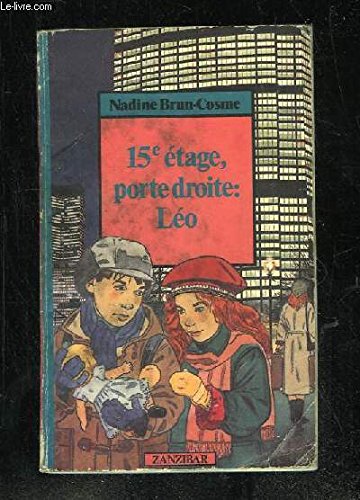 Le-livre.com
Nadine Brun-Cosme
15e étage,
porte droite:
Léo
ZANZIBAR